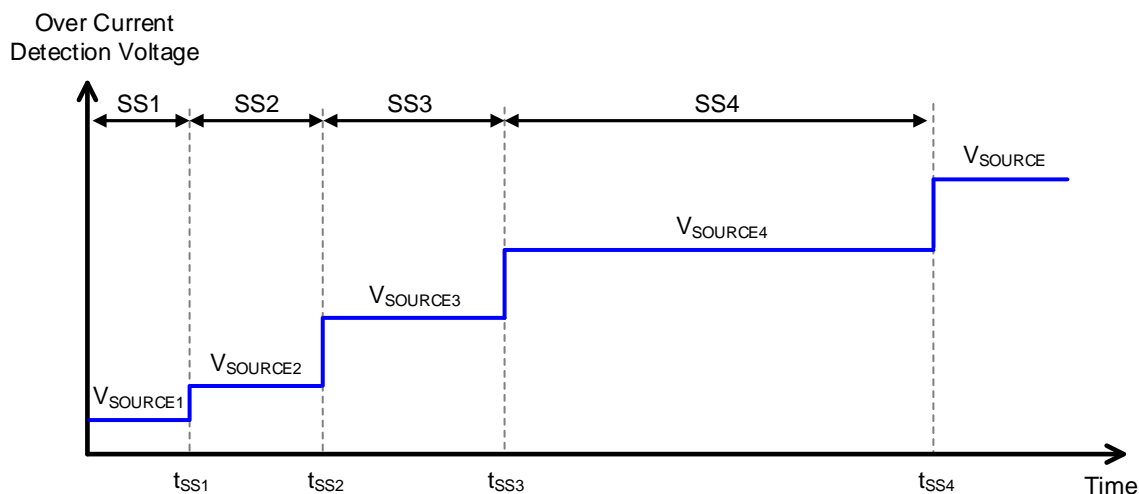 Over Current
Detection Voltage
SS1
SS2
SS3
SS4
VSOURCE
VSOURCE4
VSOURCE3
VSOURCE2
VSOURCE1
tSS1
tSS2
tSS3
tSS4
Time